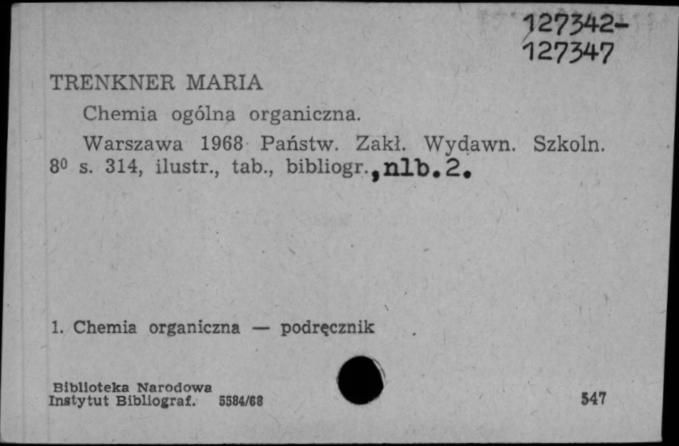 127342-
127347
TRENKNER MARIA
Chemia ogólna organiczna.
Warszawa 1968 Państw. Zakł. Wydawn. Szkoln.
8⁰ s. 314, ilustr., tab., bibliogr., nlb. 2.
1. Chemia organiczna — podręcznik
Biblioteka Narodowa
Instytut Bibliograf. 5584/68
547